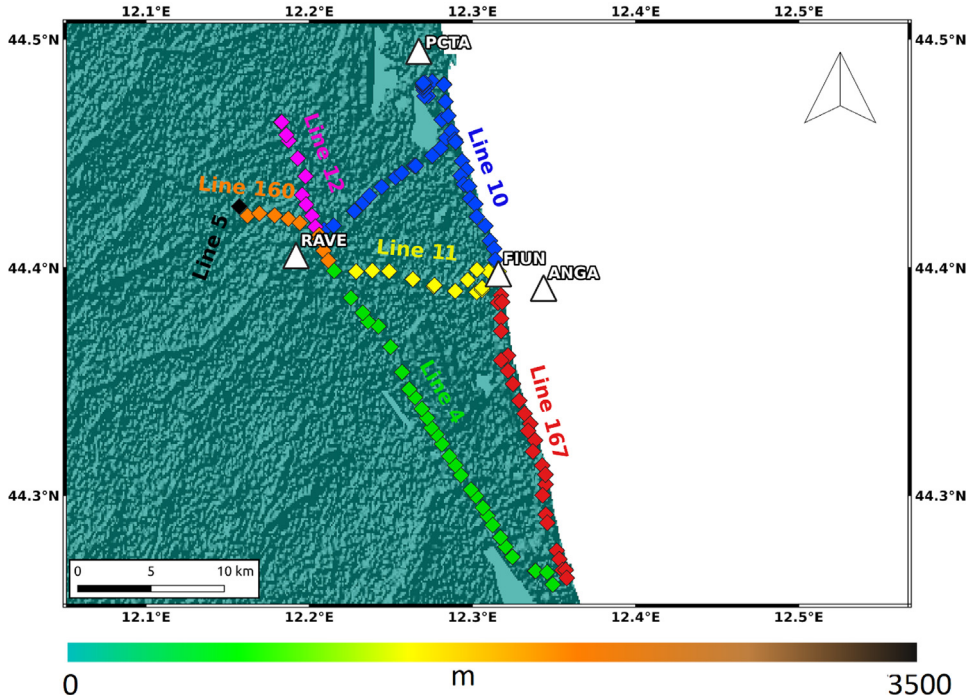 12.1°E 12.2°E 12.3°E 12.4°E 12.5°E
44.5°N 44.5°N
PCTA
Line 12
Line 10
Line 160
Line 5
RAVE
Line 11
FIUN
ANGA
44.4°N 44.4°N
Line 4
Line 167
44.3°N 44.3°N
0 5 10 km
12.1°E 12.2°E 12.3°E 12.4°E 12.5°E
0 m 3500